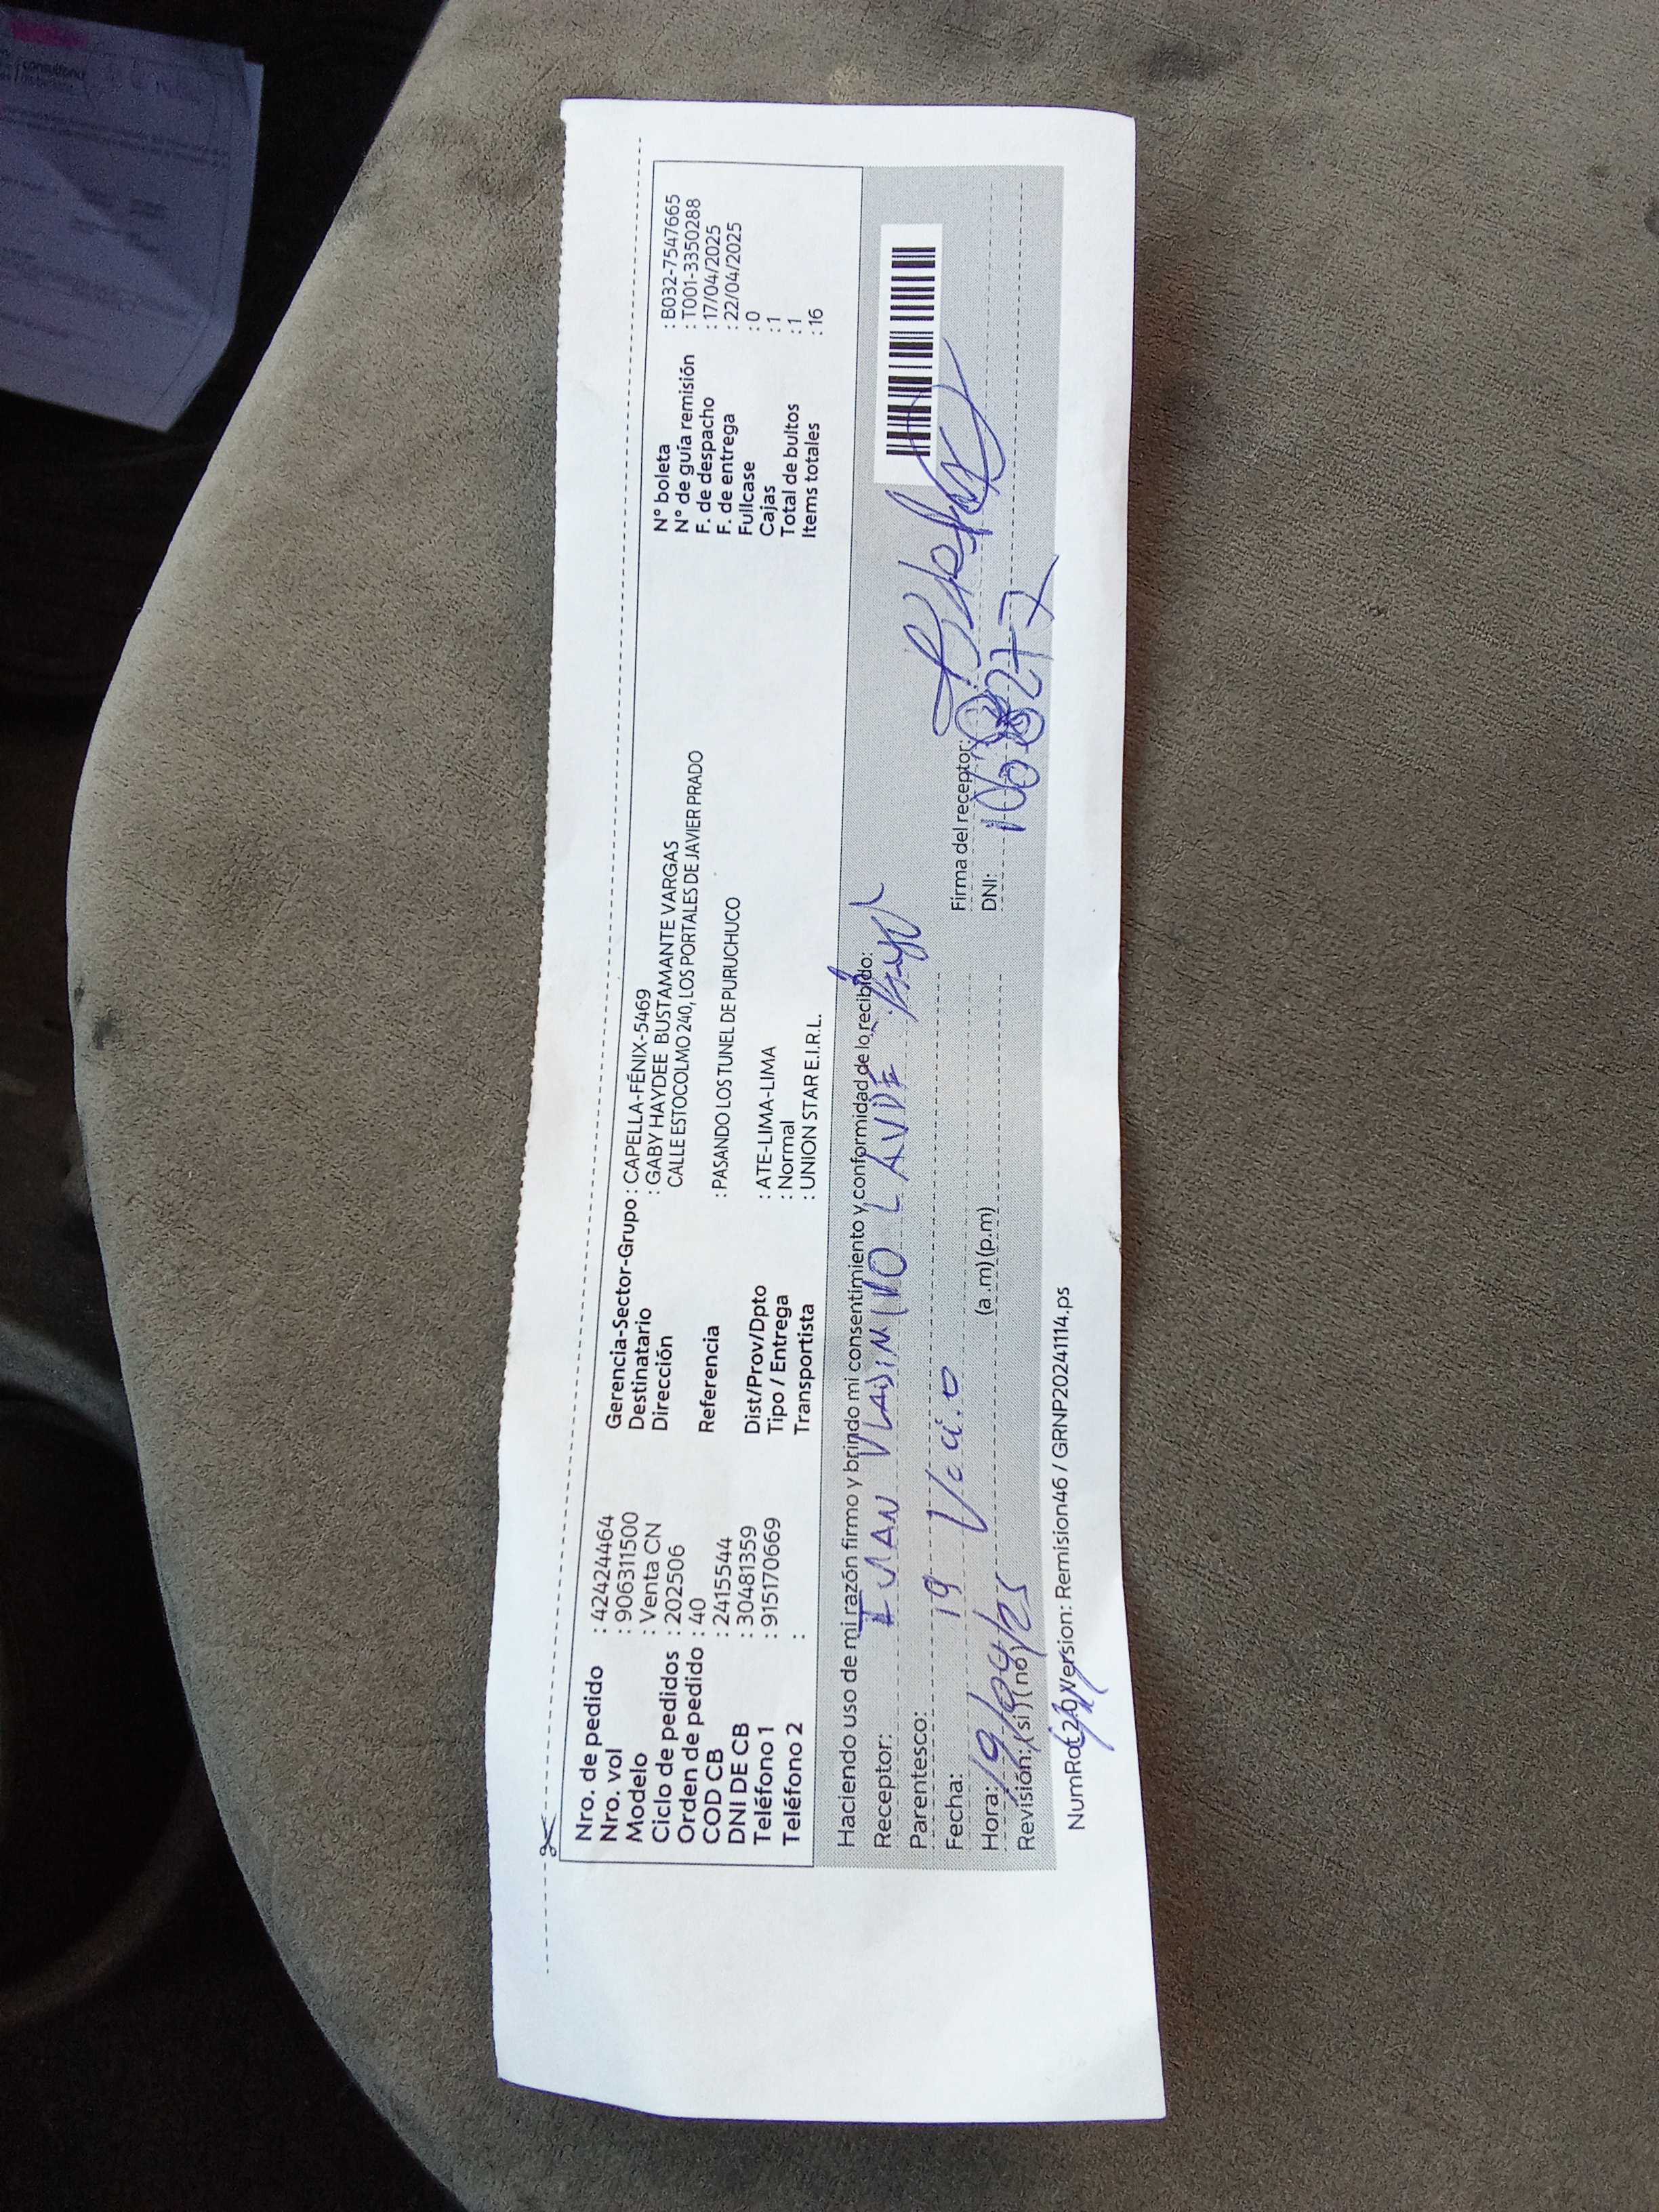 Nro. de pedido : 42424464
Nro. vol : 906311500
Modelo : Venta CN
Ciclo de pedidos : 202506
Orden de pedido : 40
COD CB : 2415544
DNI DE CB : 30481359
Teléfono 1 : 915170669
Teléfono 2 :
Gerencia-Sector-Grupo : CAPELLA-FÉNIX-5469
Destinatario : GABY HAYDEE BUSTAMANTE VARGAS
Dirección CALLE ESTOCOLMO 240, LOS PORTALES DE JAVIER PRADO
Referencia : PASANDO LOS TUNEL DE PURUCHUCO
Dist/Prov/Dpto : ATE-LIMA-LIMA
Tipo / Entrega : Normal
Transportista : UNION STAR E.I.R.L.
N° boleta : B032-7547665
N° de guía remisión : T001-3350288
F. de despacho : 17/04/2025
F. de entrega : 22/04/2025
Fullcase : 0
Cajas : 1
Total de bultos : 1
Items totales : 16
Haciendo uso de mi razón firmo y brindo mi consentimiento y conformidad de lo recibido:
Receptor: IVAN VLADIMIRO LAUDE
Parentesco:
Fecha: 19
Hora: 19/04/25 (a .m) (p.m)
Revisión: (si) (no)
Firma del receptor:
DNI:
Version: Remision46 / GRNP20241114.ps